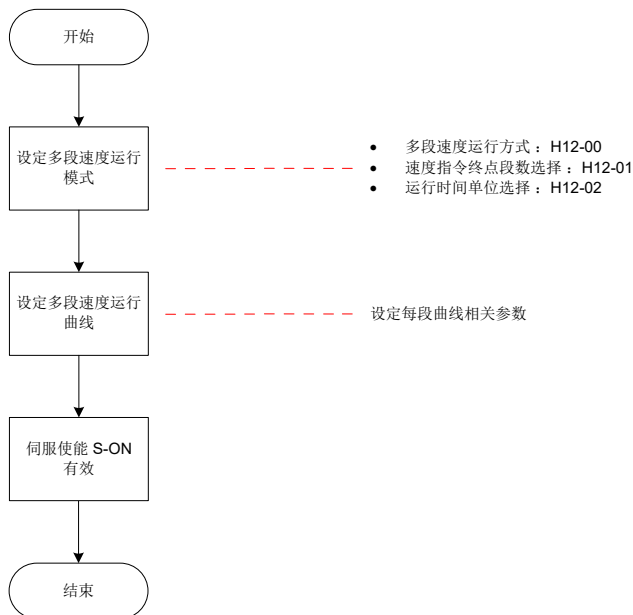 开始
设定多段速度运行
模式
• 多段速度运行方式 ：H12-00
• 速度指令终点段数选择 ：H12-01
• 运行时间单位选择 ：H12-02
设定多段速度运行
曲线
设定每段曲线相关参数
伺服使能 S-ON
有效
结束